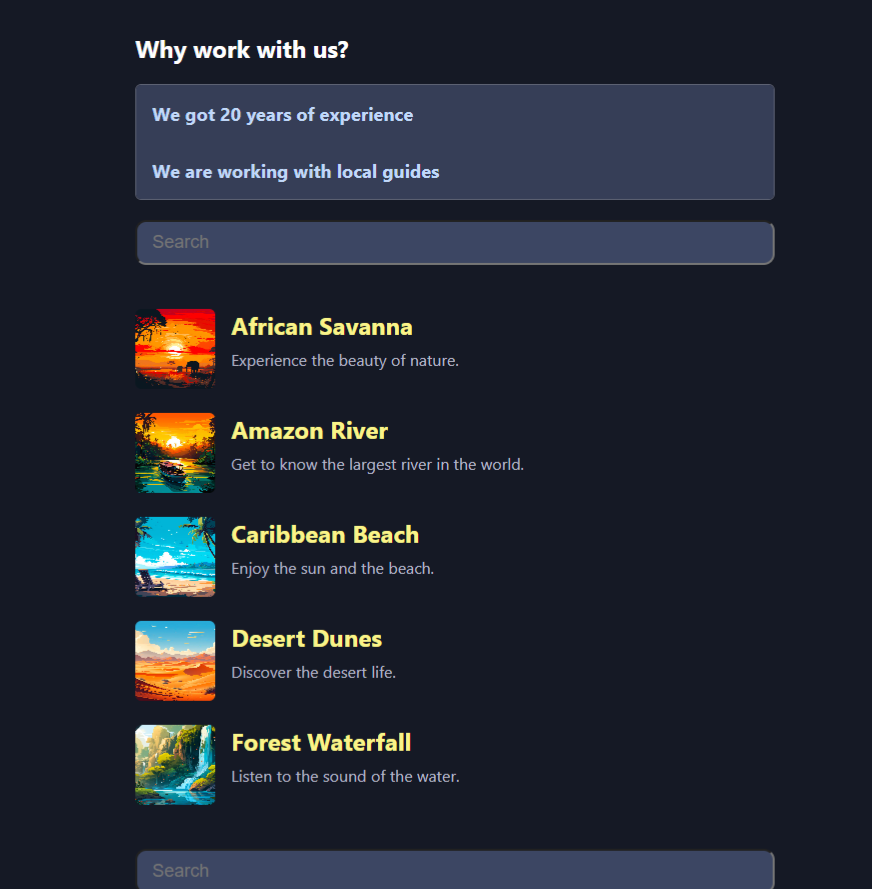 Why work with us?
We got 20 years of experience
We are working with local guides
Search
African Savanna
Experience the beauty of nature.
Amazon River
Get to know the largest river in the world.
Caribbean Beach
Enjoy the sun and the beach.
Desert Dunes
Discover the desert life.
Forest Waterfall
Listen to the sound of the water.
Search